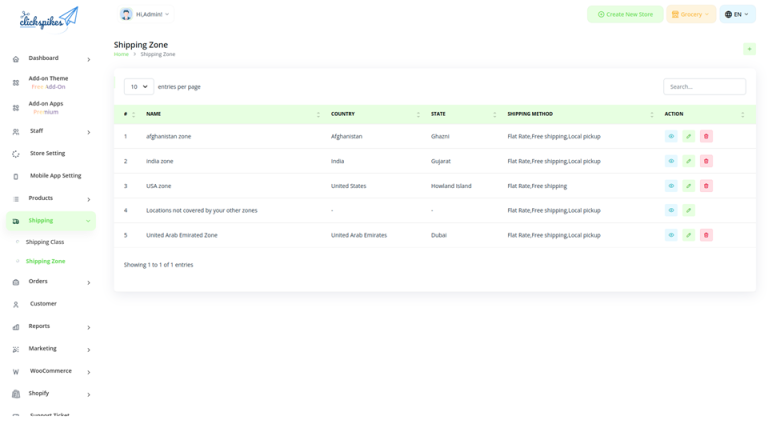 clickspikes
Hi,Admin!
Create New Store
Grocery
EN
Dashboard
Add-on Theme
Free Add-On
Add-on Apps
Premium
Staff
Store Setting
Mobile App Setting
Products
Shipping
Shipping Class
Shipping Zone
Orders
Customer
Reports
Marketing
WooCommerce
Shopify
Support Ticket
Shipping Zone
Home > Shipping Zone
+
10 entries per page
Search...
# NAME COUNTRY STATE SHIPPING METHOD ACTION
1 afghanistan zone Afghanistan Ghazni Flat Rate,Free shipping,Local pickup
2 india zone India Gujarat Flat Rate,Free shipping,Local pickup
3 USA zone United States Howland Island Flat Rate,Free shipping
4 Locations not covered by your other zones - - Flat Rate,Free shipping,Local pickup
5 United Arab Emirated Zone United Arab Emirates Dubai Flat Rate,Free shipping,Local pickup
Showing 1 to 1 of 1 entries